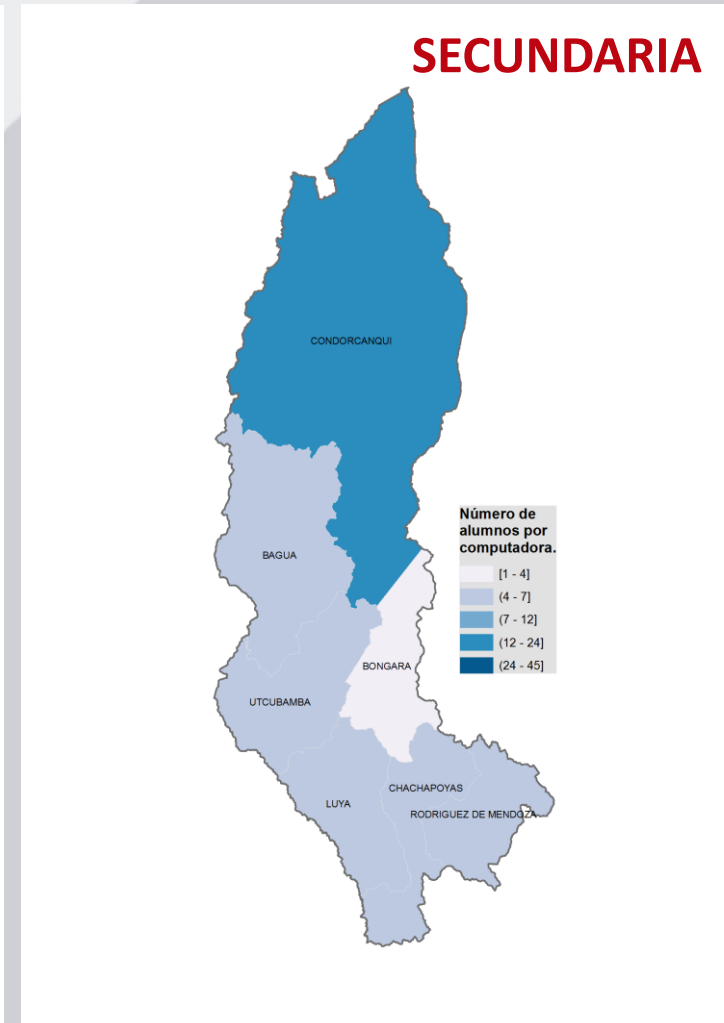 SECUNDARIA
CONDORCANQUI
Número de
alumnos por
computadora.
[1 - 4]
(4 - 7]
(7 - 12]
(12 - 24]
(24 - 45]
BAGUA
BONGARA
UTCUBAMBA
CHACHAPOYAS
LUYA
RODRIGUEZ DE MENDOZA